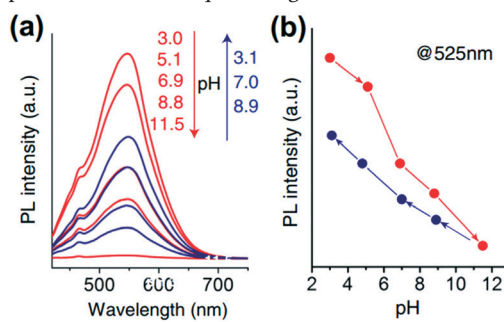 (a)
3.0
5.1
6.9
8.8
11.5
pH
3.1
7.0
8.9
PL intensity (a.u.)
500 600 700
Wavelength (nm)
(b)
@525nm
PL intensity (a.u.)
2 4 6 8 10 12
pH